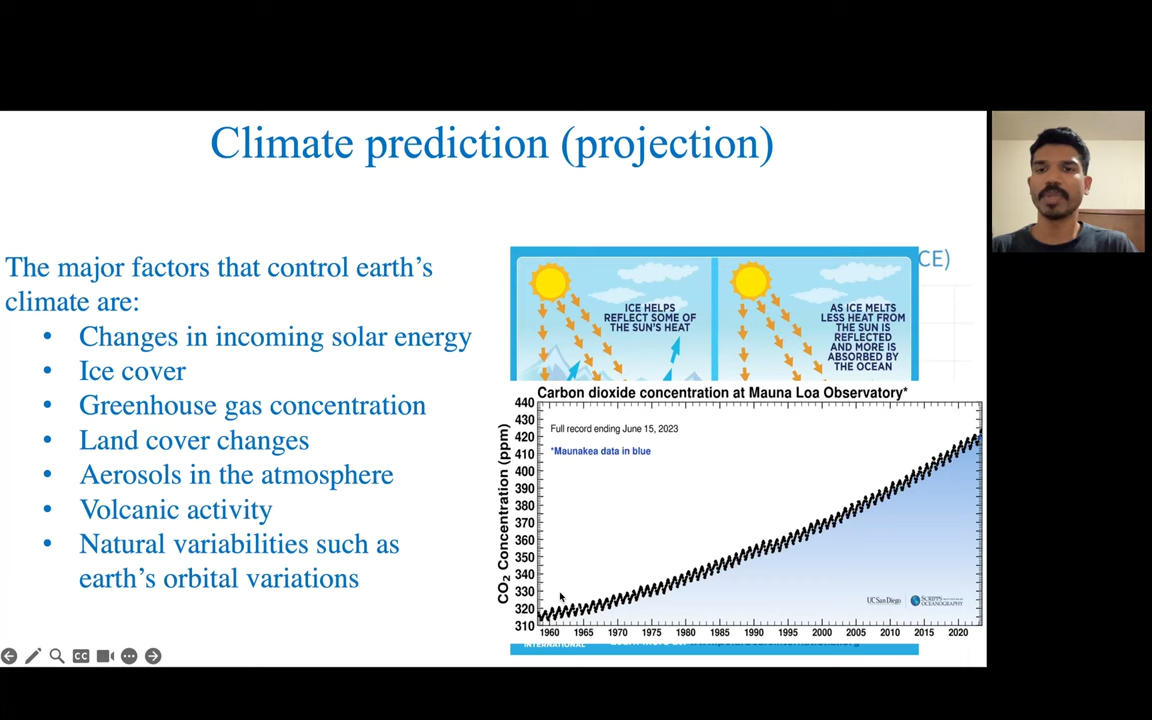 Climate prediction (projection)
The major factors that control earth's
climate are:
• Changes in incoming solar energy
• Ice cover
• Greenhouse gas concentration
• Land cover changes
• Aerosols in the atmosphere
• Volcanic activity
• Natural variabilities such as
earth's orbital variations
CE)
ICE HELPS
REFLECT SOME OF
THE SUN'S HEAT
AS ICE MELTS
LESS HEAT FROM
THE SUN IS
REFLECTED
AND MORE IS
ABSORBED BY
THE OCEAN
Carbon dioxide concentration at Mauna Loa Observatory*
Full record ending June 15, 2023
*Maunakea data in blue
CO₂ Concentration (ppm)
440
430
420
410
400
390
380
370
360
350
340
330
320
310
1960 1965 1970 1975 1980 1985 1990 1995 2000 2005 2010 2015 2020
UC San Diego
SCRIPPS
OCEANOGRAPHY
INTERNATIONAL
CC